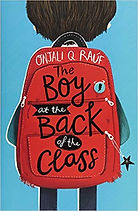 ONJALI Q RAÚF
The
Boy
at the
Back
of the
Class